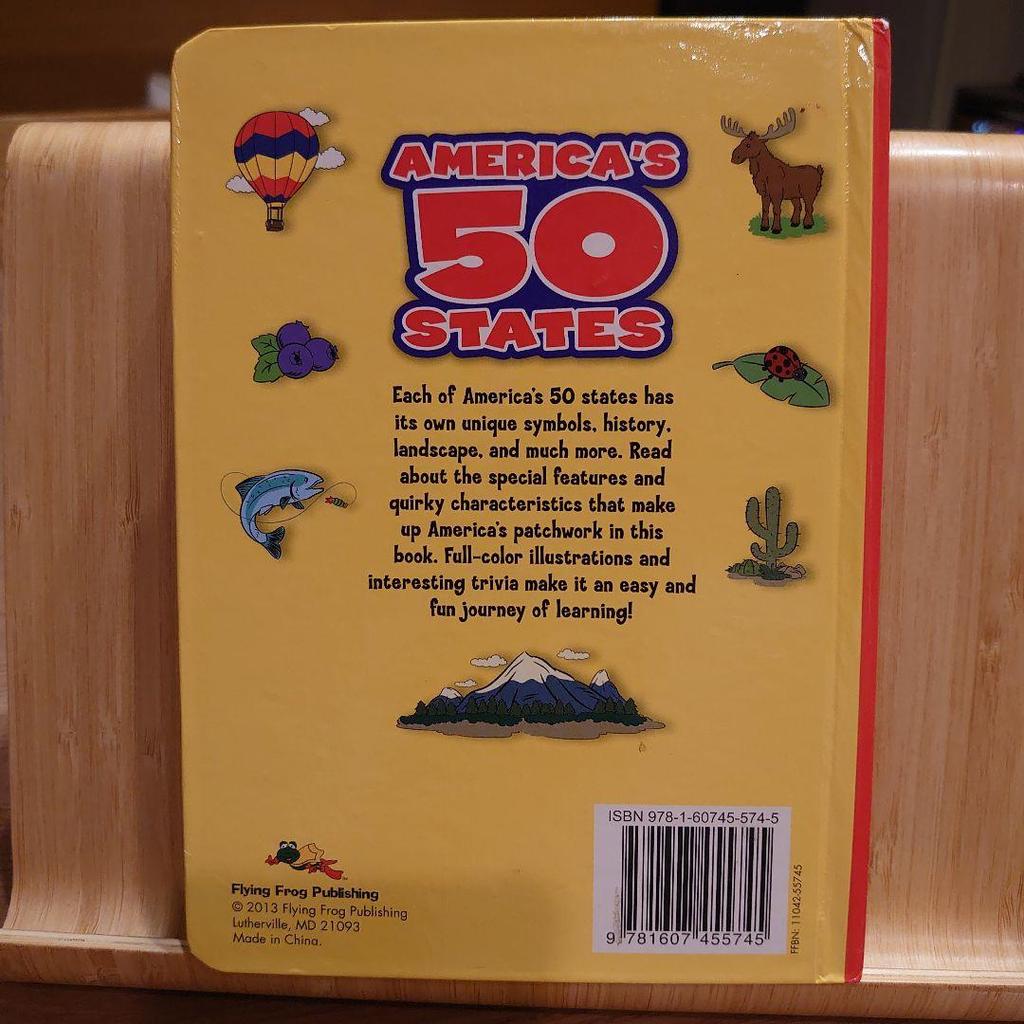 AMERICA'S
50
STATES
Each of America's 50 states has
its own unique symbols, history,
landscape, and much more. Read
about the special features and
quirky characteristics that make
up America's patchwork in this
book. Full-color illustrations and
interesting trivia make it an easy and
fun journey of learning!
Flying Frog Publishing
© 2013 Flying Frog Publishing
Lutherville, MD 21093
Made in China.
ISBN 978-1-60745-574-5
9 781607 455745
FFBN: 11042-55745